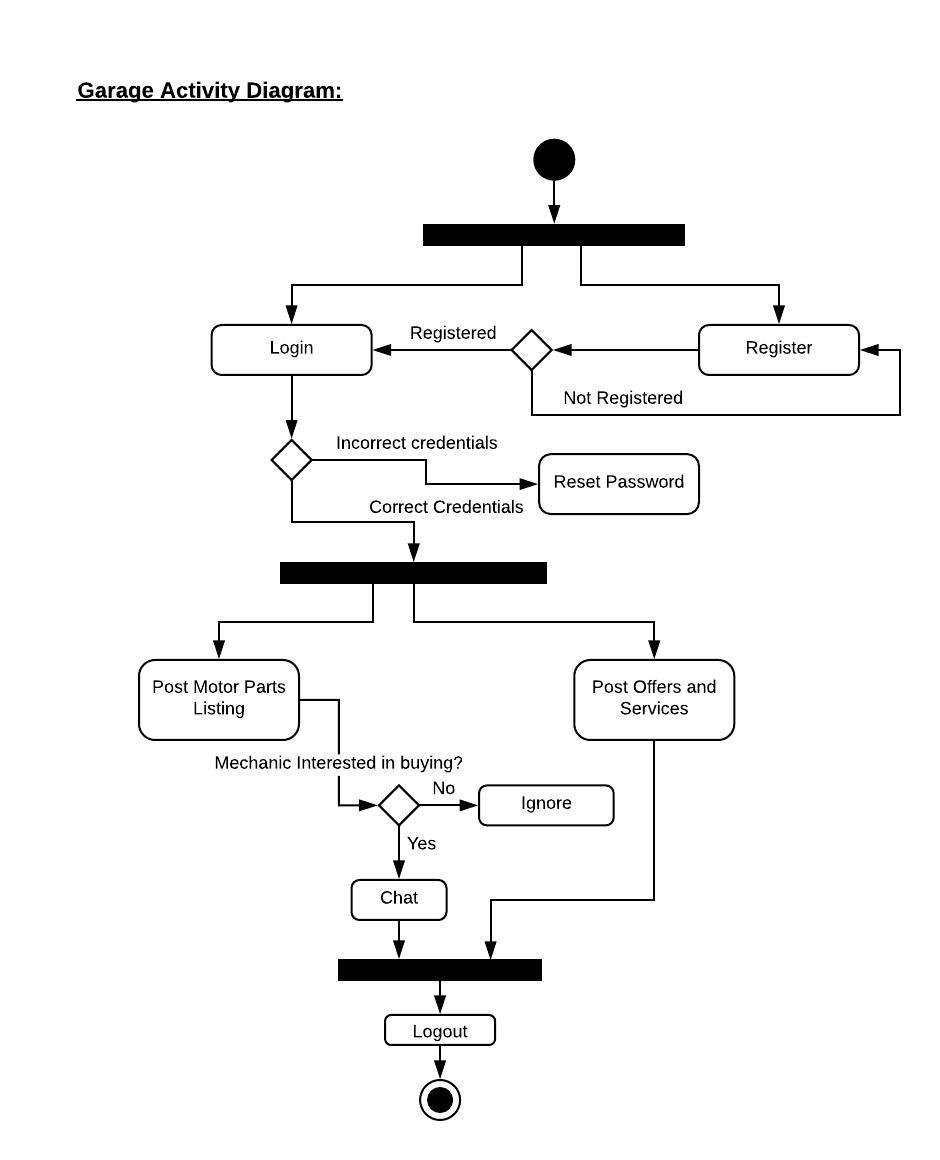 Garage Activity Diagram:
Registered
Login
Register
Not Registered
Incorrect credentials
Reset Password
Correct Credentials
Post Motor Parts
Listing
Post Offers and
Services
Mechanic Interested in buying?
No
Ignore
Yes
Chat
Logout